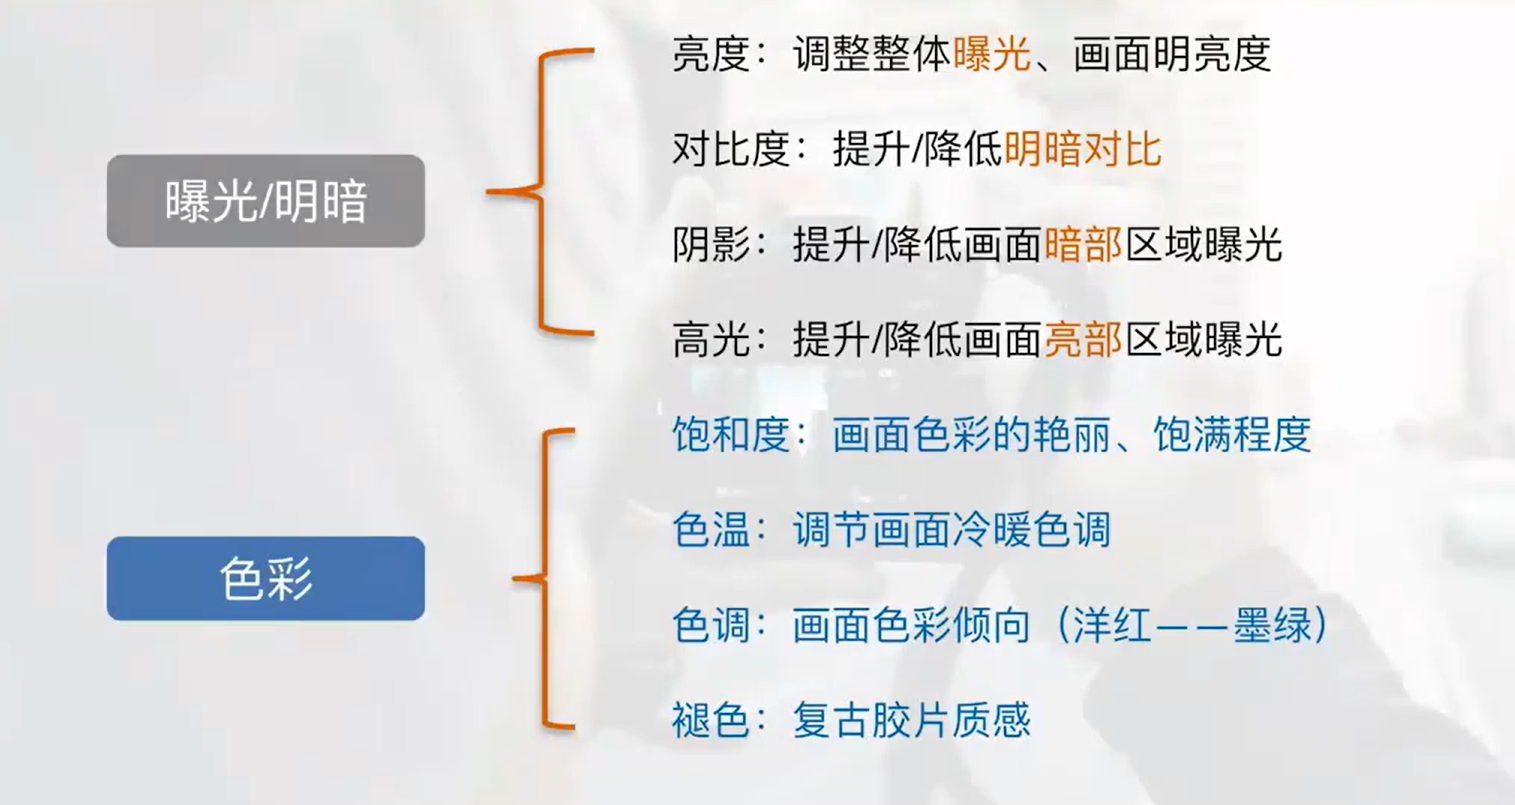 曝光/明暗
亮度：调整整体曝光、画面明亮度
对比度：提升/降低明暗对比
阴影：提升/降低画面暗部区域曝光
高光：提升/降低画面亮部区域曝光
色彩
饱和度：画面色彩的艳丽、饱满程度
色温：调节画面冷暖色调
色调：画面色彩倾向（洋红——墨绿）
褪色：复古胶片质感